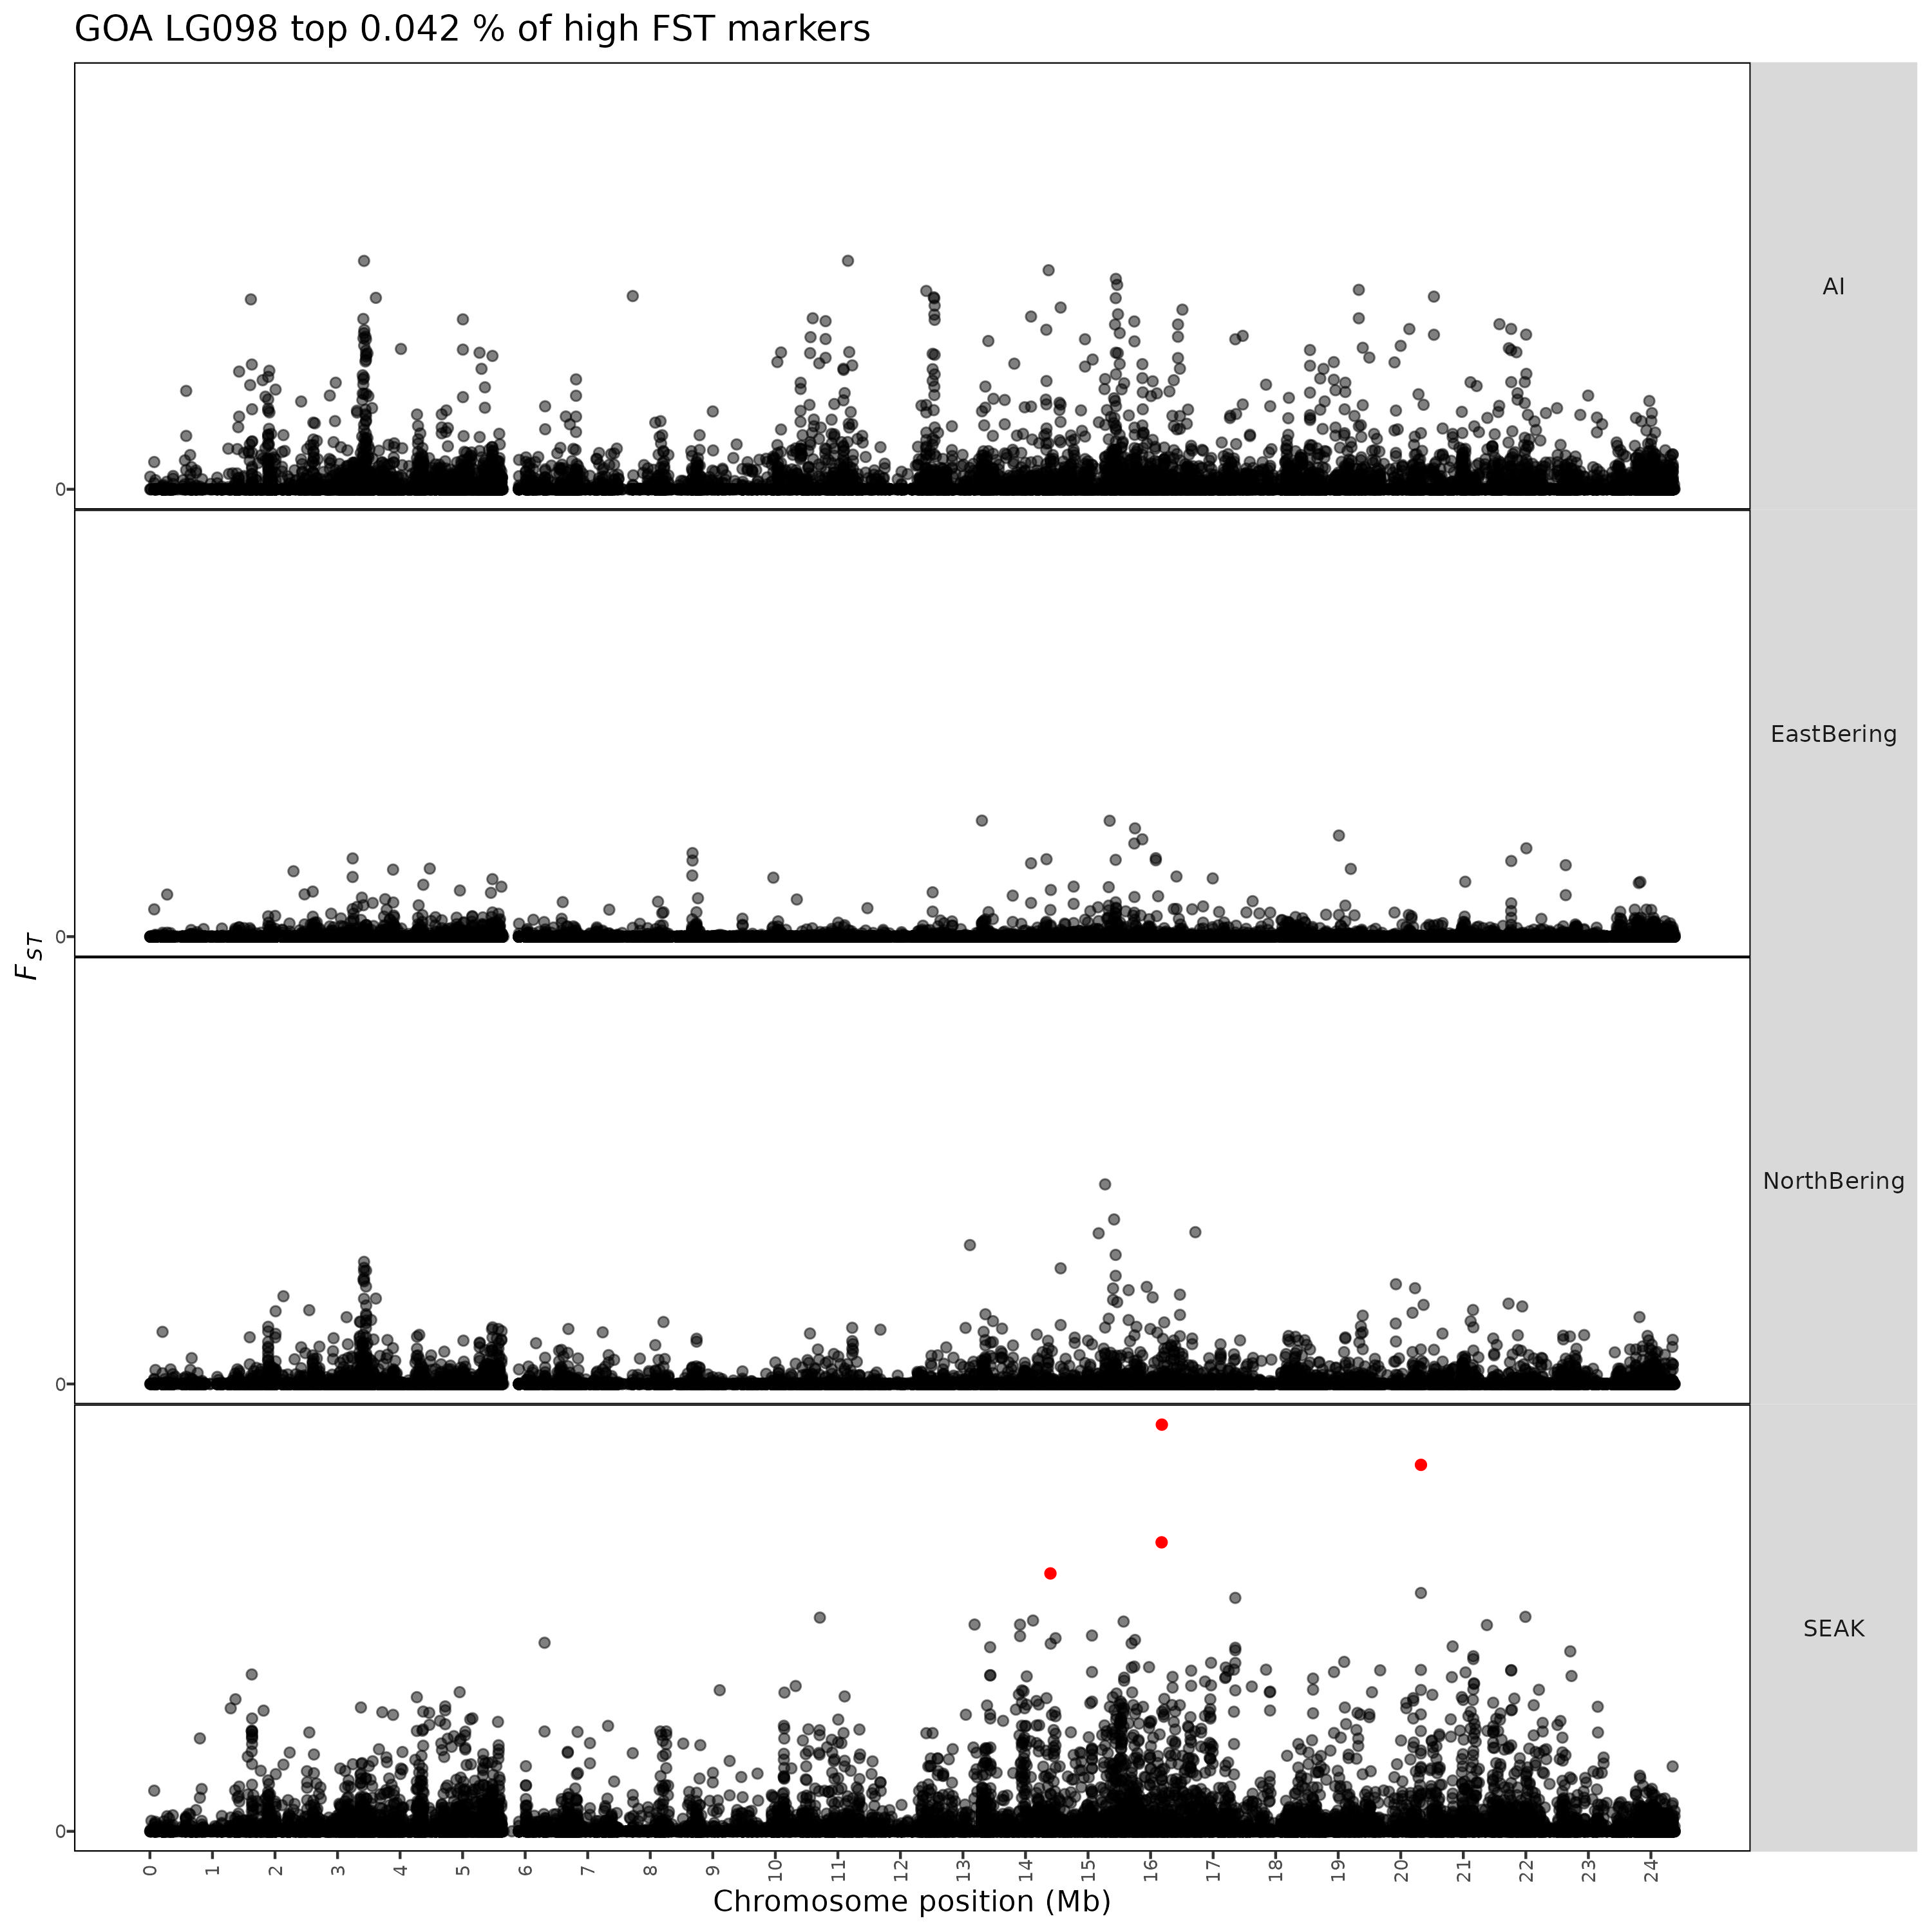 GOA LG098 top 0.042 % of high FST markers
AI
0
EastBering
0
FST
NorthBering
0
SEAK
0
0 1 2 3 4 5 6 7 8 9 10 11 12 13 14 15 16 17 18 19 20 21 22 23 24
Chromosome position (Mb)